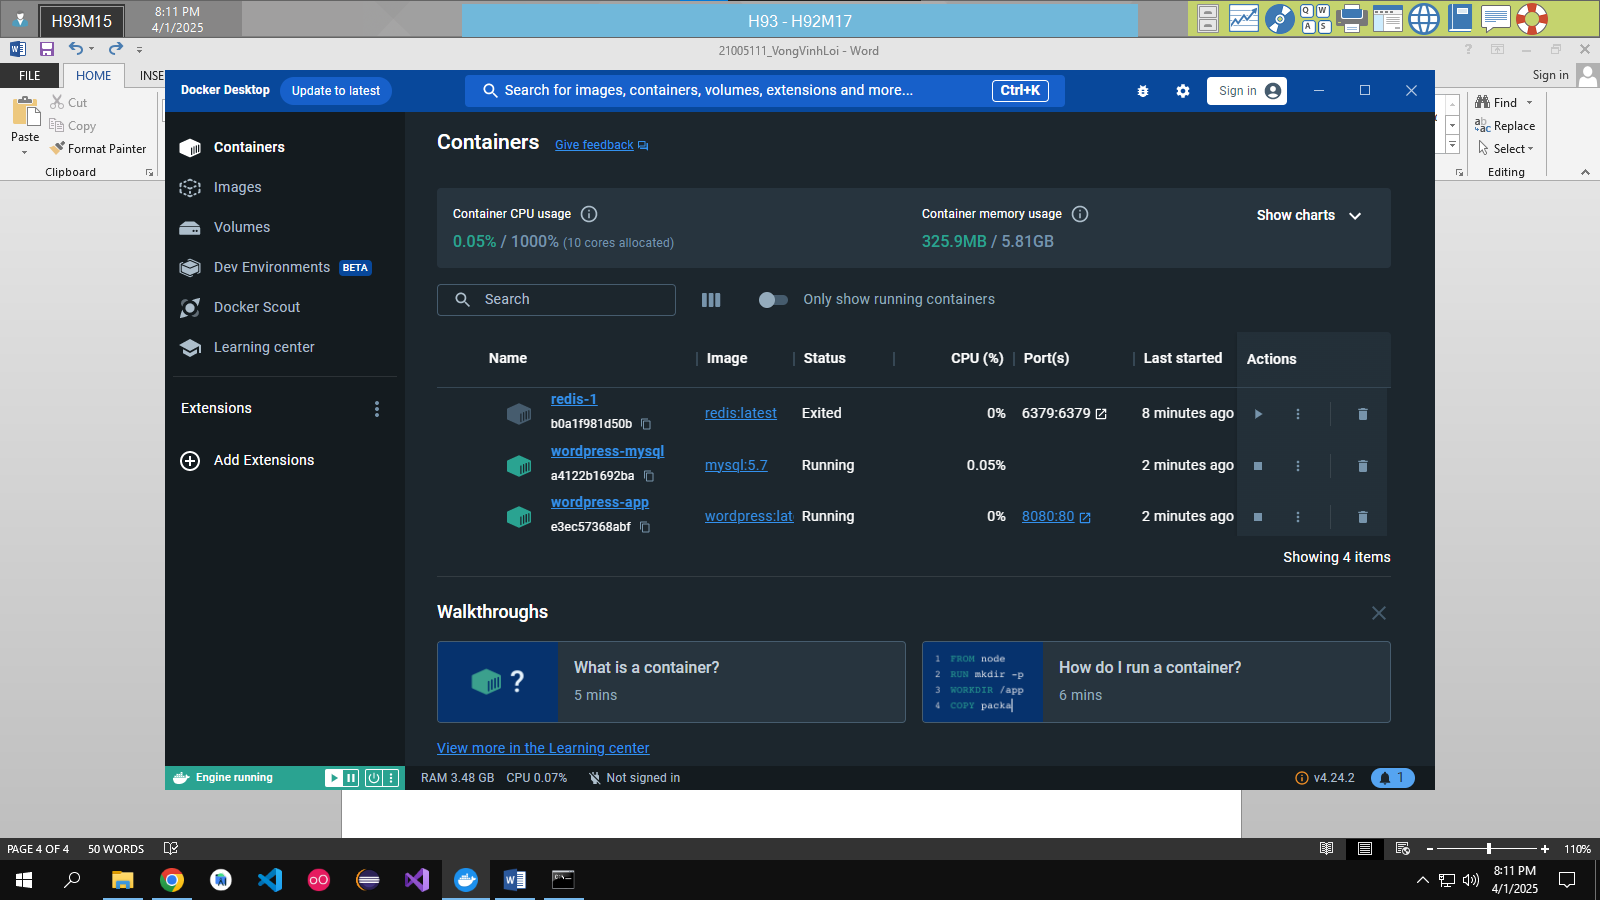 H93M15
8:11 PM
4/1/2025
H93 - H92M17
Q W
A S
21005111_VongVinhLoi - Word
FILE
HOME
INSE
Sign in
Paste
Cut
Copy
Format Painter
Clipboard
Find
Replace
Select
Editing
Docker Desktop
Update to latest
Search for images, containers, volumes, extensions and more...
Ctrl+K
Sign in
Containers
Images
Volumes
Dev Environments BETA
Docker Scout
Learning center
Extensions
Add Extensions
Containers Give feedback
Container CPU usage
0.05% / 1000% (10 cores allocated)
Container memory usage
325.9MB / 5.81GB
Show charts
Search
Only show running containers
Name Image Status CPU (%) Port(s) Last started Actions
redis-1
b0a1f981d50b
redis:latest Exited 0% 6379:6379 8 minutes ago
wordpress-mysql
a4122b1692ba
mysql:5.7 Running 0.05% 2 minutes ago
wordpress-app
e3ec57368abf
wordpress:lat Running 0% 8080:80 2 minutes ago
Showing 4 items
Walkthroughs
?
What is a container?
5 mins
1 FROM node
2 RUN mkdir -p
3 WORKDIR /app
4 COPY packa
How do I run a container?
6 mins
View more in the Learning center
Engine running
RAM 3.48 GB CPU 0.07% Not signed in
v4.24.2
1
PAGE 4 OF 4 50 WORDS
110%
8:11 PM
4/1/2025